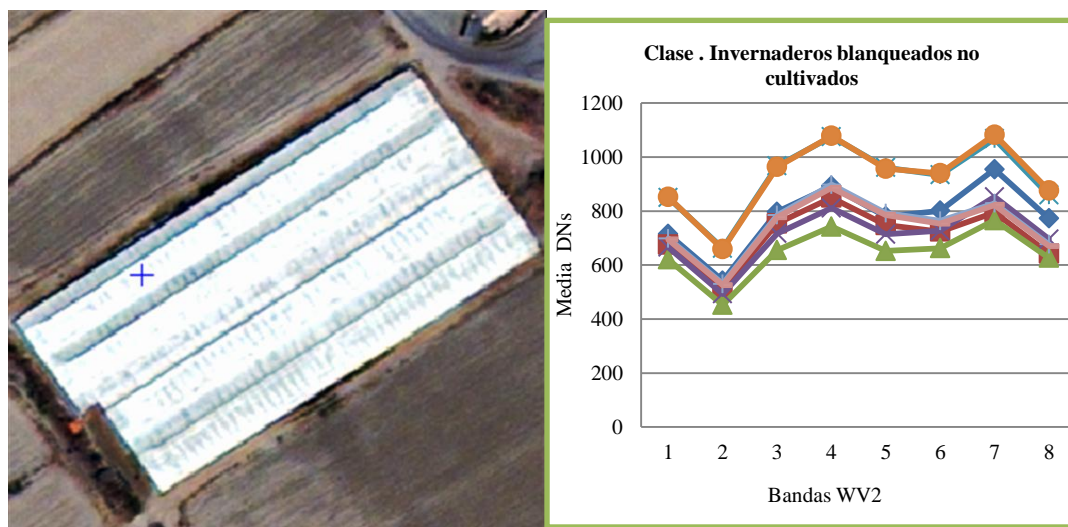 Clase . Invernaderos blanqueados no
cultivados
1200
1000
800
600
400
200
0
Media DNs
1 2 3 4 5 6 7 8
Bandas WV2